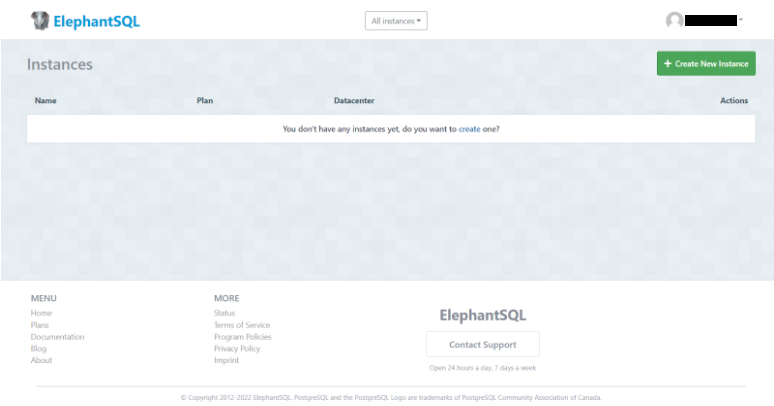 ElephantSQL
All instances
Instances
+ Create New Instance
Name Plan Datacenter Actions
You don't have any instances yet, do you want to create one?
MENU
Home
Plans
Documentation
Blog
About
MORE
Status
Terms of Service
Program Policies
Privacy Policy
Imprint
ElephantSQL
Contact Support
Open 24 hours a day, 7 days a week
© Copyright 2012-2022 ElephantSQL. PostgreSQL and the PostgreSQL Logo are trademarks of PostgreSQL Community Association of Canada.